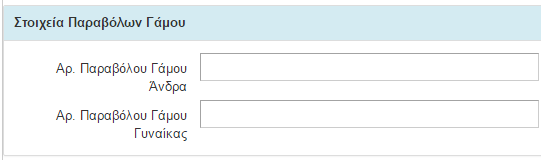 Στοιχεία Παραβόλων Γάμου
Αρ. Παραβόλου Γάμου
Άνδρα
Αρ. Παραβόλου Γάμου
Γυναίκας